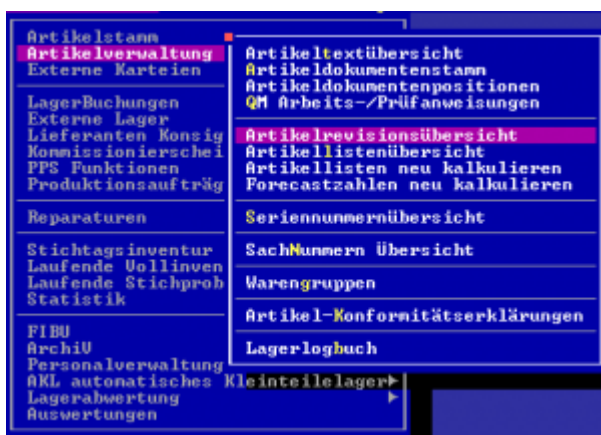 Artikelstamm
Artikelverwaltung
Externe Karteien
LagerBuchungen
Externe Lager
Lieferanten Konsig
Kommissionierschei
PPS Funktionen
Produktionsaufträg
Reparaturen
Stichtagsinventur
Laufende Vollinven
Laufende Stichprob
Statistik
FIBU
ArchiV
Personalverwaltung
AKL automatisches Kleinteilelager
Lagerabwertung
Auswertungen
Artikeltextübersicht
Artikeldokumentenstamm
Artikeldokumentenpositionen
QM Arbeits-/Prüfanweisungen
Artikelrevisionsübersicht
Artikellistenübersicht
Artikellisten neu kalkulieren
Forecastzahlen neu kalkulieren
Seriennummernübersicht
SachNummern Übersicht
Warengruppen
Artikel-Konformitätserklärungen
Lagerlogbuch